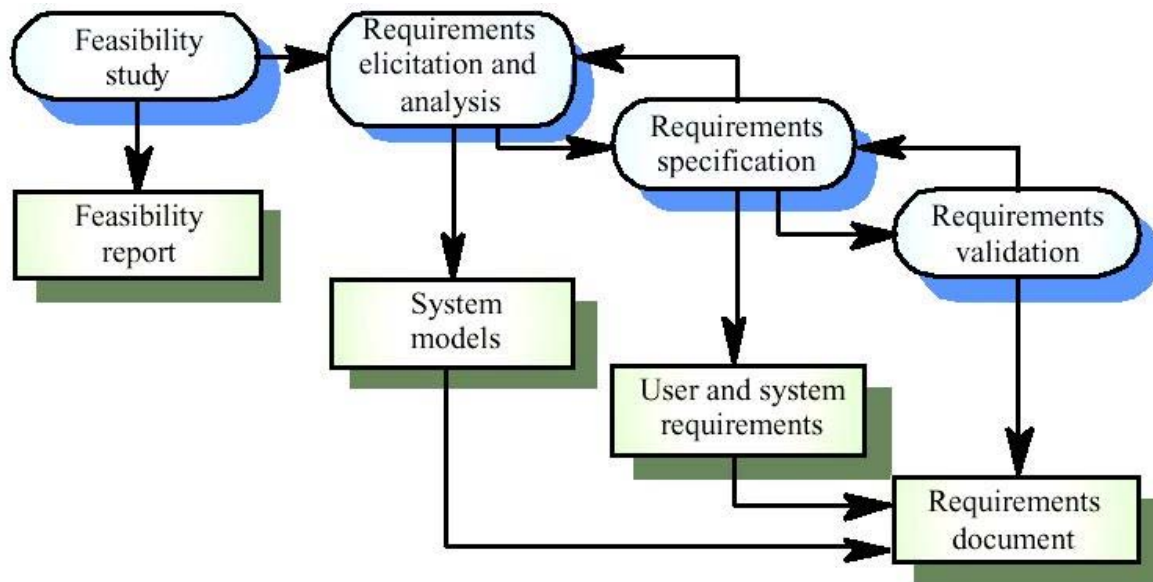 Feasibility
study
Requirements
elicitation and
analysis
Requirements
specification
Requirements
validation
Feasibility
report
System
models
User and system
requirements
Requirements
document